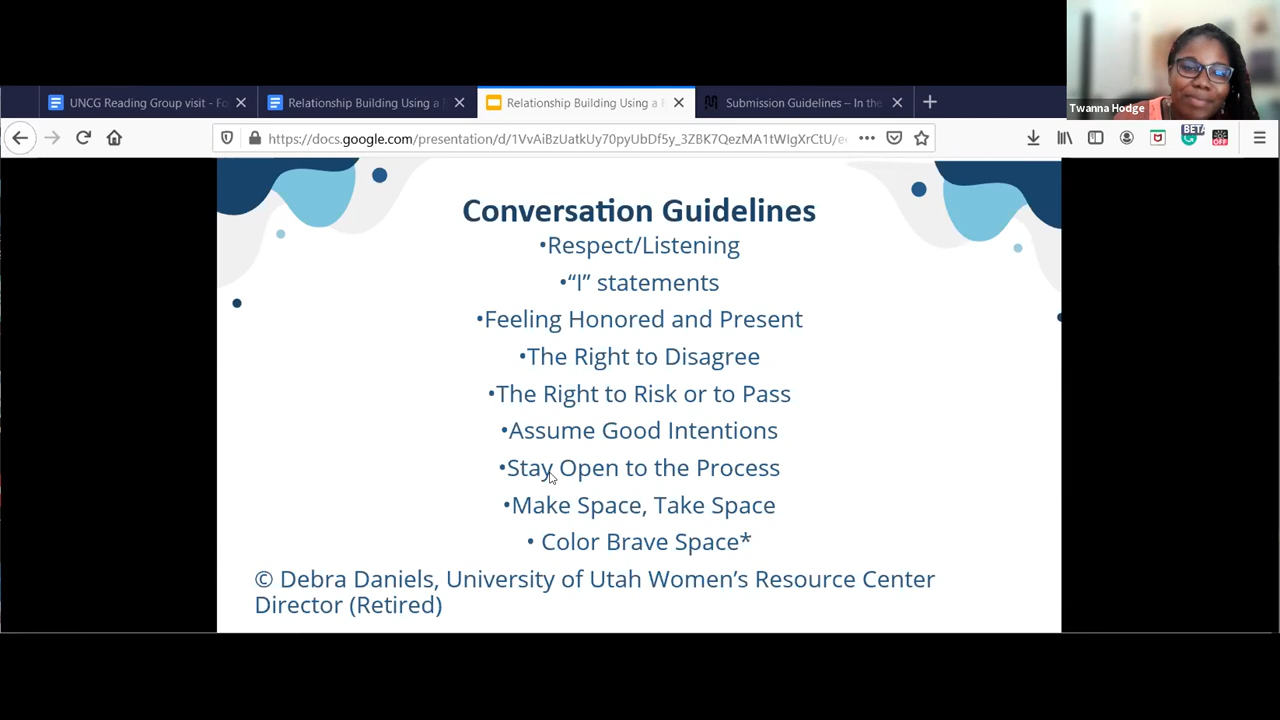 Twanna Hodge
UNCG Reading Group visit - Fo
Relationship Building Using a
Relationship Building Using a
Submission Guidelines – In the
https://docs.google.com/presentation/d/1VvAiBzUatkUy70pyUbDf5y_3ZBK7QezMA1tWIgXrCtU/e
BETA
OFF
Conversation Guidelines
•Respect/Listening
•“I” statements
•Feeling Honored and Present
•The Right to Disagree
•The Right to Risk or to Pass
•Assume Good Intentions
•Stay Open to the Process
•Make Space, Take Space
• Color Brave Space*
© Debra Daniels, University of Utah Women’s Resource Center
Director (Retired)